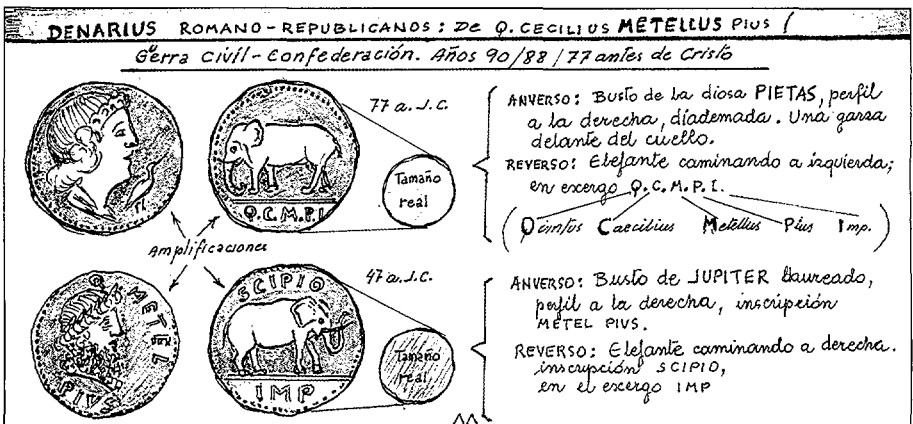 DENARIUS ROMANO-REPUBLICANOS: De Q. CECILIUS METELLUS PIUS
Gerra Civil - Confederación. Años 90/88/77 antes de Cristo
77 a. J.C.
Tamaño
real
Q.C.M.P.I.
ANVERSO: Busto de la diosa PIETAS, perfil
a la derecha, diademada. Una garza
delante del cuello.
REVERSO: Elefante caminando a izquierda;
en exergo Q.C.M.P.I.
(Qintus Caecilius Metellus Pius Imp.)
Amplificaciones
47 a. J.C.
METEL
PIVS
SCIPIO
IMP
Tamaño
real
ANVERSO: Busto de JUPITER laureado,
perfil a la derecha, inscripción
METEL PIVS.
REVERSO: Elefante caminando a derecha.
inscripción SCIPIO,
en el exergo IMP